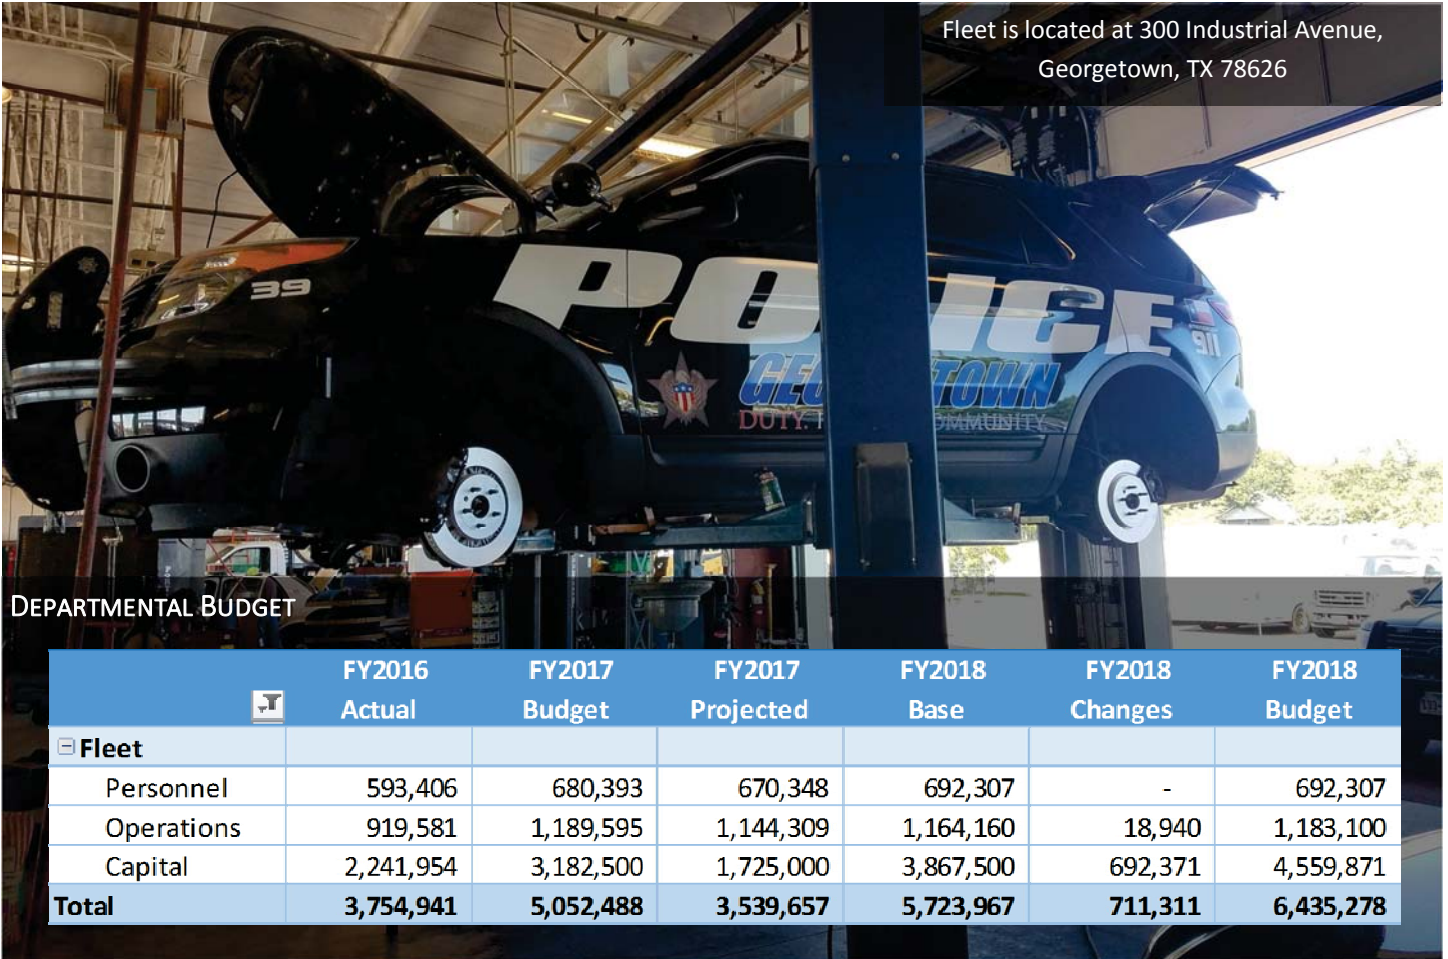 Fleet is located at 300 Industrial Avenue,
Georgetown, TX 78626
39
POLICE
911
DUTY.
DEPARTMENTAL BUDGET
FY2016 FY2017 FY2017 FY2018 FY2018 FY2018
Actual Budget Projected Base Changes Budget
Fleet
Personnel 593,406 680,393 670,348 692,307 - 692,307
Operations 919,581 1,189,595 1,144,309 1,164,160 18,940 1,183,100
Capital 2,241,954 3,182,500 1,725,000 3,867,500 692,371 4,559,871
Total 3,754,941 5,052,488 3,539,657 5,723,967 711,311 6,435,278